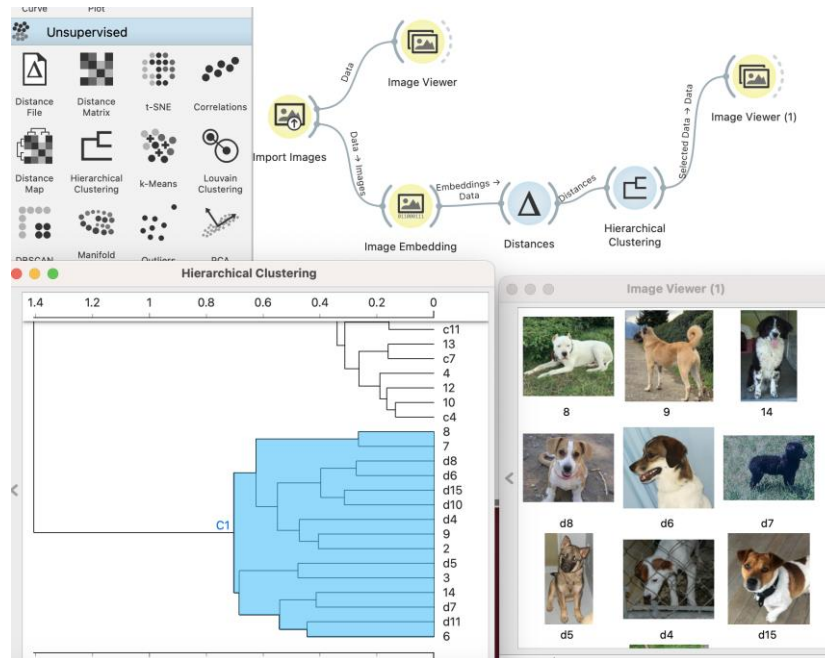 Curve Plot
Unsupervised
Distance File
Distance Matrix
t-SNE
Correlations
Distance Map
Hierarchical Clustering
k-Means
Louvain Clustering
DBSCAN
Manifold
Outliers
PCA
Data
Image Viewer
Import Images
Data → Images
Image Embedding
Embeddings → Data
Distances
Distances
Hierarchical Clustering
Selected Data → Data
Image Viewer (1)
Hierarchical Clustering
1.4 1.2 1 0.8 0.6 0.4 0.2 0
c11
13
c7
4
12
10
c4
8
7
d8
d6
d15
d10
d4
9
2
d5
3
14
d7
d11
6
C1
Image Viewer (1)
8 9 14
d8 d6 d7
d5 d4 d15